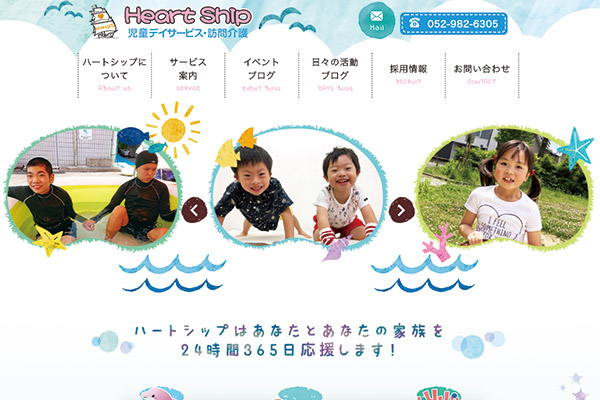 Heart Ship
児童デイサービス・訪問介護
Mail
052-982-6305
ハートシップに
ついて
ABOUT US
サービス
案内
SERVICE
イベント
ブログ
EVENT BLOG
日々の活動
ブログ
DAYS BLOG
採用情報
RECRUIT
お問い合わせ
CONTACT
I FEEL
SOMETHING
ハートシップはあなたとあなたの家族を
24時間365日応援します!